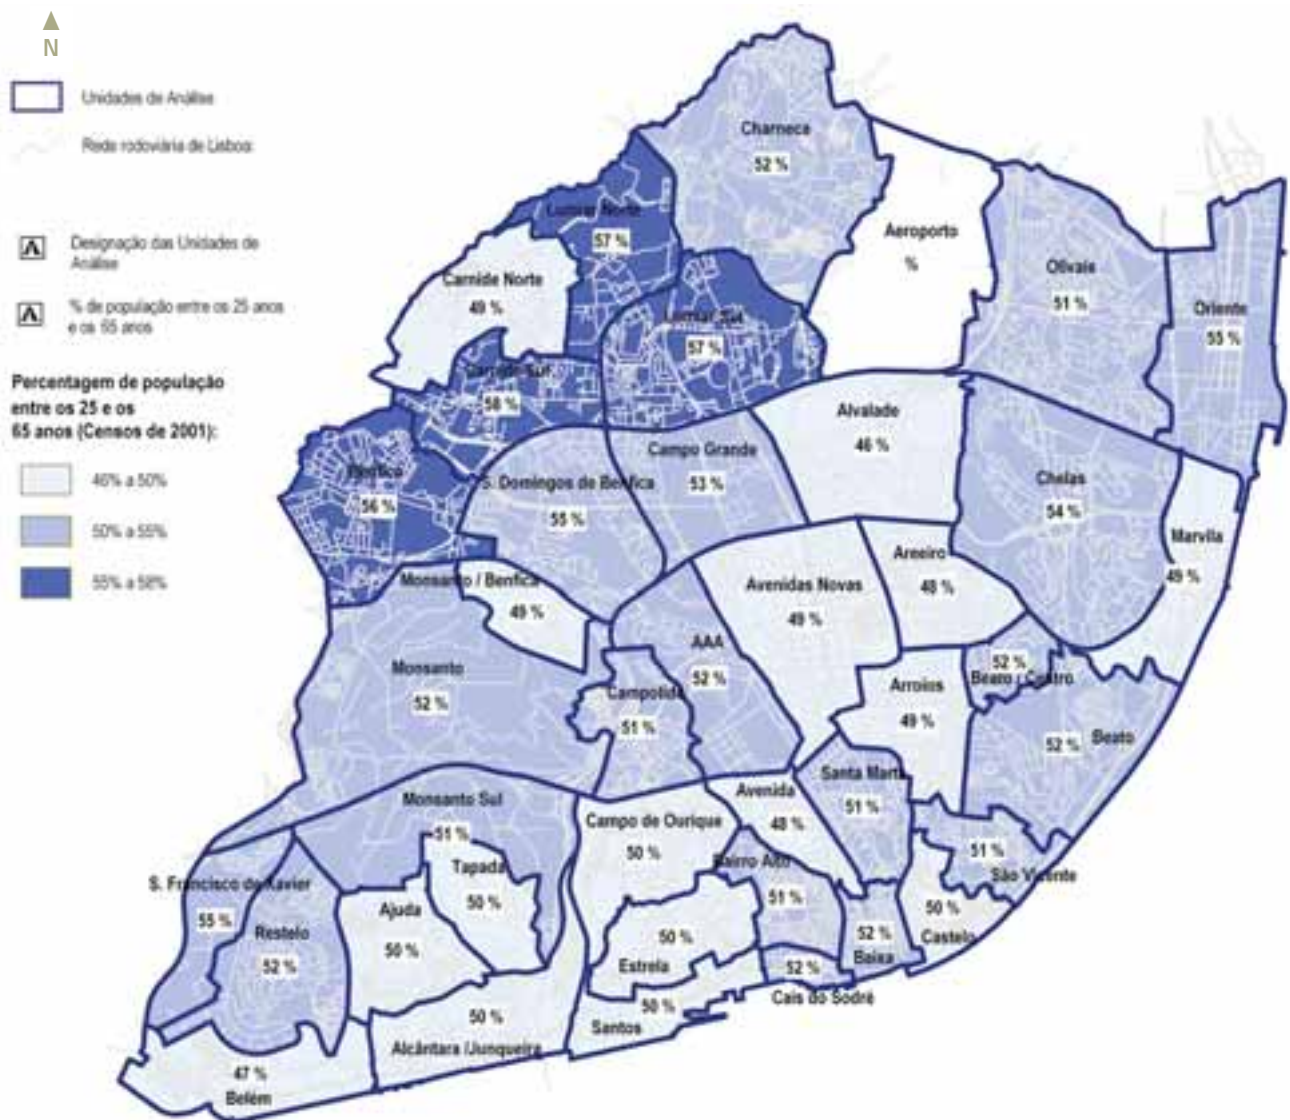 N
Unidades de Análise
Rede rodoviária de Lisboa
A
Designação das Unidades de
Análise
A
% de população entre os 25 anos
e os 65 anos
Percentagem de população
entre os 25 e os
65 anos (Censos de 2001):
46% a 50%
50% a 55%
55% a 58%
Charneca
52 %
Lumiar Norte
57 %
Aeroporto
%
Carnide Norte
49 %
Olivais
51 %
Oriente
55 %
Lumiar Sul
57 %
Carnide Sul
58 %
Alvalade
46 %
Campo Grande
53 %
Benfica
56 %
S. Domingos de Benfica
55 %
Chelas
54 %
Marvila
49 %
Areeiro
48 %
Avenidas Novas
49 %
Monsanto / Benfica
49 %
AAA
52 %
Monsanto
52 %
Campolide
51 %
Arroios
49 %
52 %
Beato / Centro
52 %
Beato
Santa Marta
51 %
Avenida
48 %
Monsanto Sul
51 %
Campo de Ourique
50 %
Bairro Alto
51 %
51 %
São Vicente
Tapada
50 %
S. Francisco de Xavier
55 %
Ajuda
50 %
Restelo
52 %
50 %
Castelo
52 %
Baixa
50 %
Estrela
52 %
Cais do Sodré
50 %
Santos
50 %
Alcântara /Junqueira
47 %
Belém